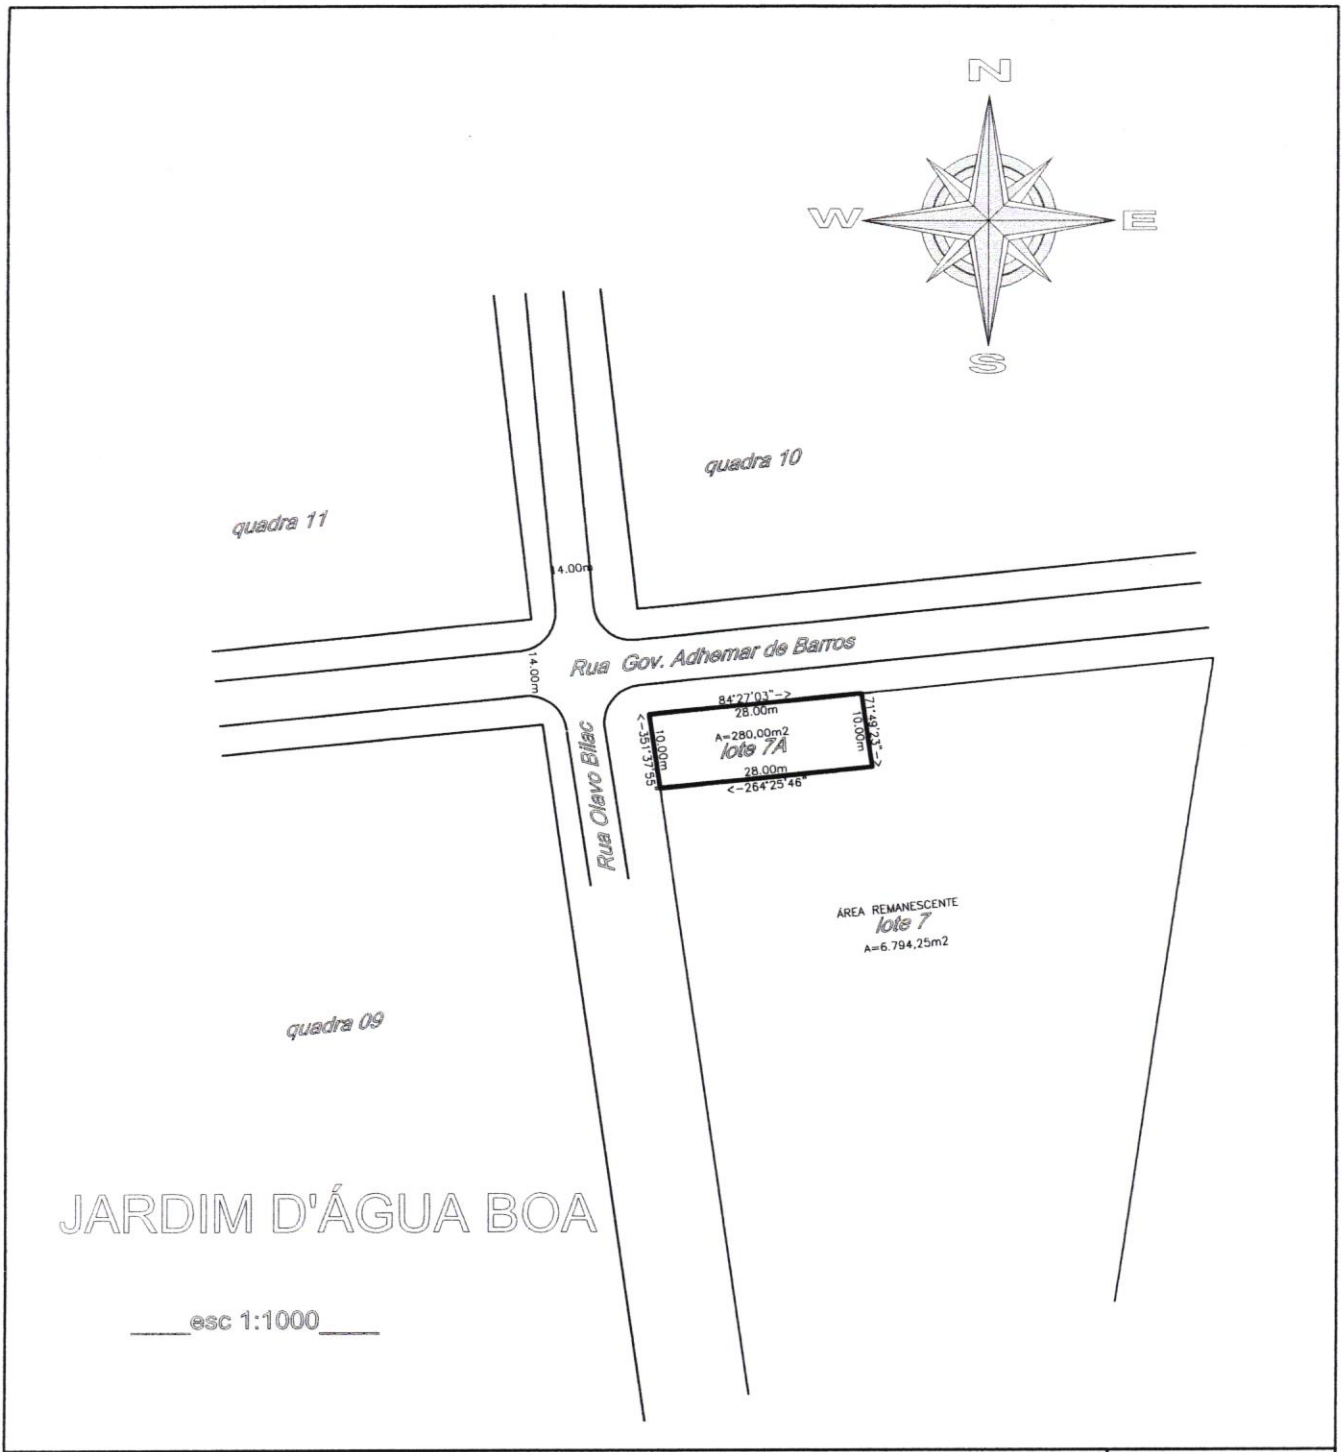 N
W
E
S
quadra 10
quadra 11
14.00m
14.00m
Rua Gov. Adhemar de Barros
84°27'03"->
28.00m
A=280,00m2
lote 7A
10.00m
<-351°37'55"
10.00m
171°49'23"->
28.00m
<-264°25'46"
Rua Olavo Bilac
ÁREA REMANESCENTE
lote 7
A=6.794,25m2
quadra 09
JARDIM D'ÁGUA BOA
esc 1:1000